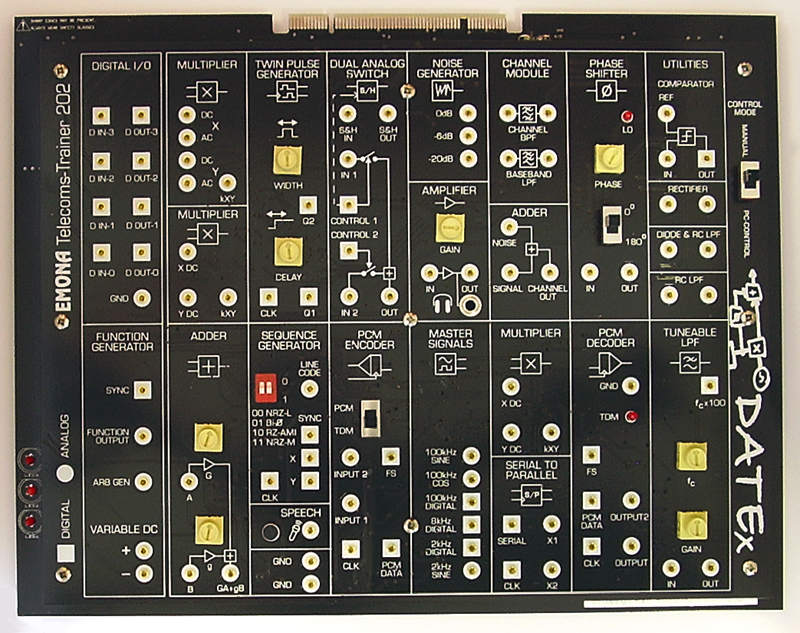 ALWAYS WEAR SAFETY GLASSES
EMONA Telecoms-Trainer 202
DIGITAL I/O
D IN-3
D OUT-3
D IN-2
D OUT-2
D IN-1
D OUT-1
D IN-0
D OUT-0
GND
MULTIPLIER
X
DC
X
AC
DC
Y
AC
kXY
MULTIPLIER
X
X DC
Y DC
kXY
TWIN PULSE
GENERATOR
WIDTH
Q2
DELAY
CLK
Q1
DUAL ANALOG
SWITCH
S/H
S&H
IN
S&H
OUT
IN 1
CONTROL 1
CONTROL 2
IN 2
OUT
NOISE
GENERATOR
0dB
-6dB
-20dB
AMPLIFIER
GAIN
IN
OUT
CHANNEL
MODULE
CHANNEL
BPF
BASEBAND
LPF
ADDER
NOISE
+
SIGNAL
CHANNEL
OUT
PHASE
SHIFTER
Ø
LO
PHASE
0°
180°
IN
OUT
UTILITIES
COMPARATOR
REF
IN
OUT
RECTIFIER
DIODE & RC LPF
RC LPF
CONTROL
MODE
MANUAL
PC CONTROL
FUNCTION
GENERATOR
SYNC
FUNCTION
OUTPUT
ARB GEN
VARIABLE DC
+
−
ANALOG
DIGITAL
ADDER
+
G
A
g
+
B
GA+gB
SEQUENCE
GENERATOR
LINE
CODE
0
1
00 NRZ-L
01 Bi-Ø
10 RZ-AMI
11 NRZ-M
SYNC
X
Y
CLK
SPEECH
GND
GND
PCM
ENCODER
PCM
TDM
INPUT 2
FS
INPUT 1
CLK
PCM
DATA
MASTER
SIGNALS
100kHz
SINE
100kHz
COS
100kHz
DIGITAL
8kHz
DIGITAL
2kHz
DIGITAL
2kHz
SINE
MULTIPLIER
X
X DC
Y DC
kXY
SERIAL TO
PARALLEL
S/P
SERIAL
X1
CLK
X2
PCM
DECODER
GND
TDM
FS
PCM
DATA
OUTPUT2
CLK
OUTPUT
TUNEABLE
LPF
fc x100
fc
GAIN
IN
OUT
DATEx